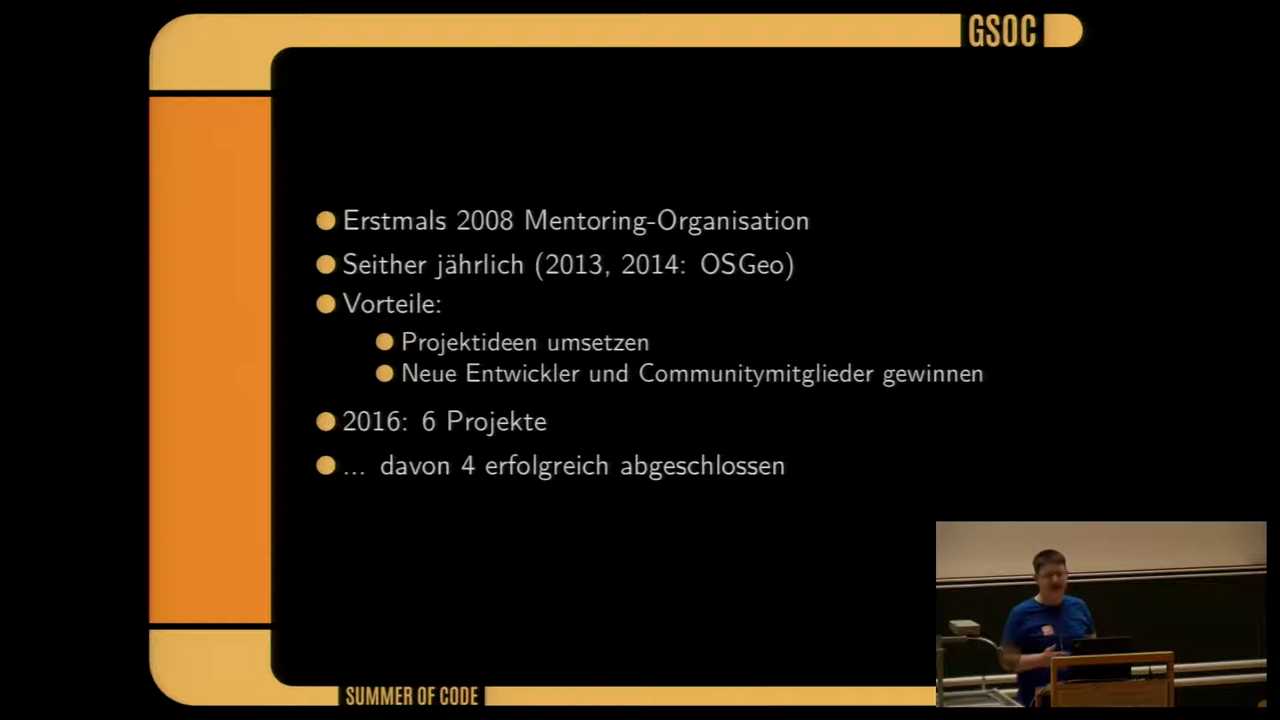 GSOC
Erstmals 2008 Mentoring-Organisation
Seither jährlich (2013, 2014: OSGeo)
Vorteile:
Projektideen umsetzen
Neue Entwickler und Communitymitglieder gewinnen
2016: 6 Projekte
... davon 4 erfolgreich abgeschlossen
SUMMER OF CODE